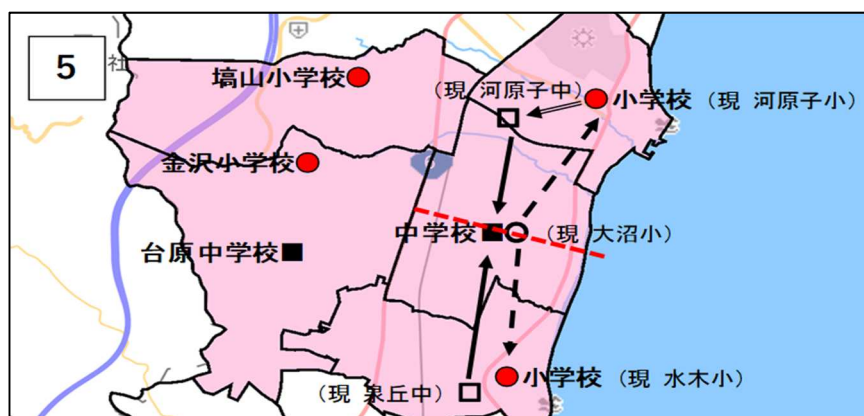 5
社
塙山小学校
(現 河原子中)
小学校 (現 河原子小)
金沢小学校
6
中学校
(現 大沼小)
台原中学校
小学校 (現 水木小)
(現 泉丘中)